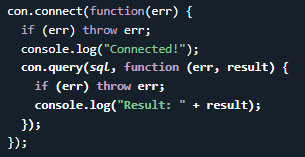 con.connect(function(err) {
  if (err) throw err;
  console.log("Connected!");
  con.query(sql, function (err, result) {
    if (err) throw err;
    console.log("Result: " + result);
  });
});